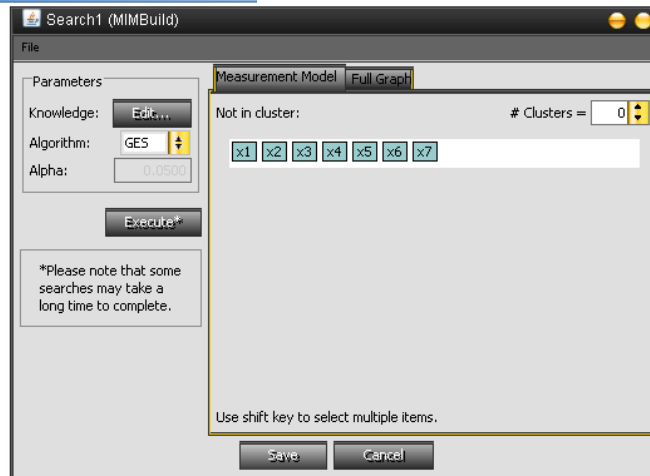 Search1 (MIMBuild)
File
Parameters
Knowledge: Edit...
Algorithm: GES
Alpha: 0.0500
Execute*
*Please note that some
searches may take a
long time to complete.
Measurement Model Full Graph
Not in cluster: # Clusters = 0
x1 x2 x3 x4 x5 x6 x7
Use shift key to select multiple items.
Save Cancel